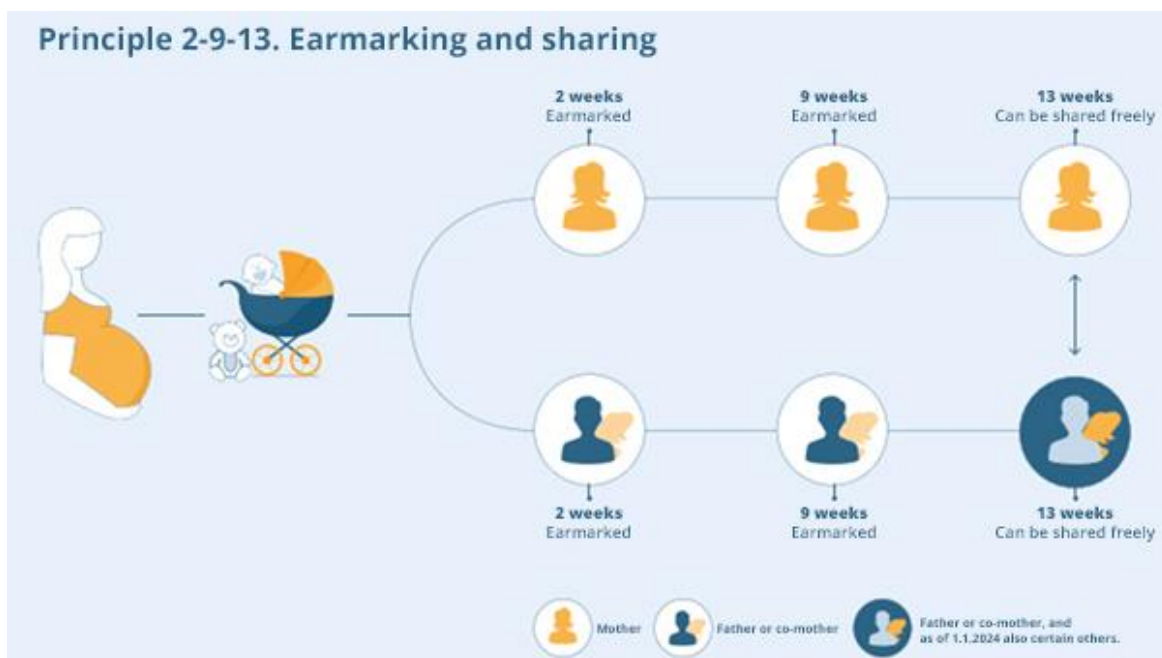 Principle 2-9-13. Earmarking and sharing
2 weeks
Earmarked
9 weeks
Earmarked
13 weeks
Can be shared freely
2 weeks
Earmarked
9 weeks
Earmarked
13 weeks
Can be shared freely
Mother
Father or co-mother
Father or co-mother, and
as of 1.1.2024 also certain others.